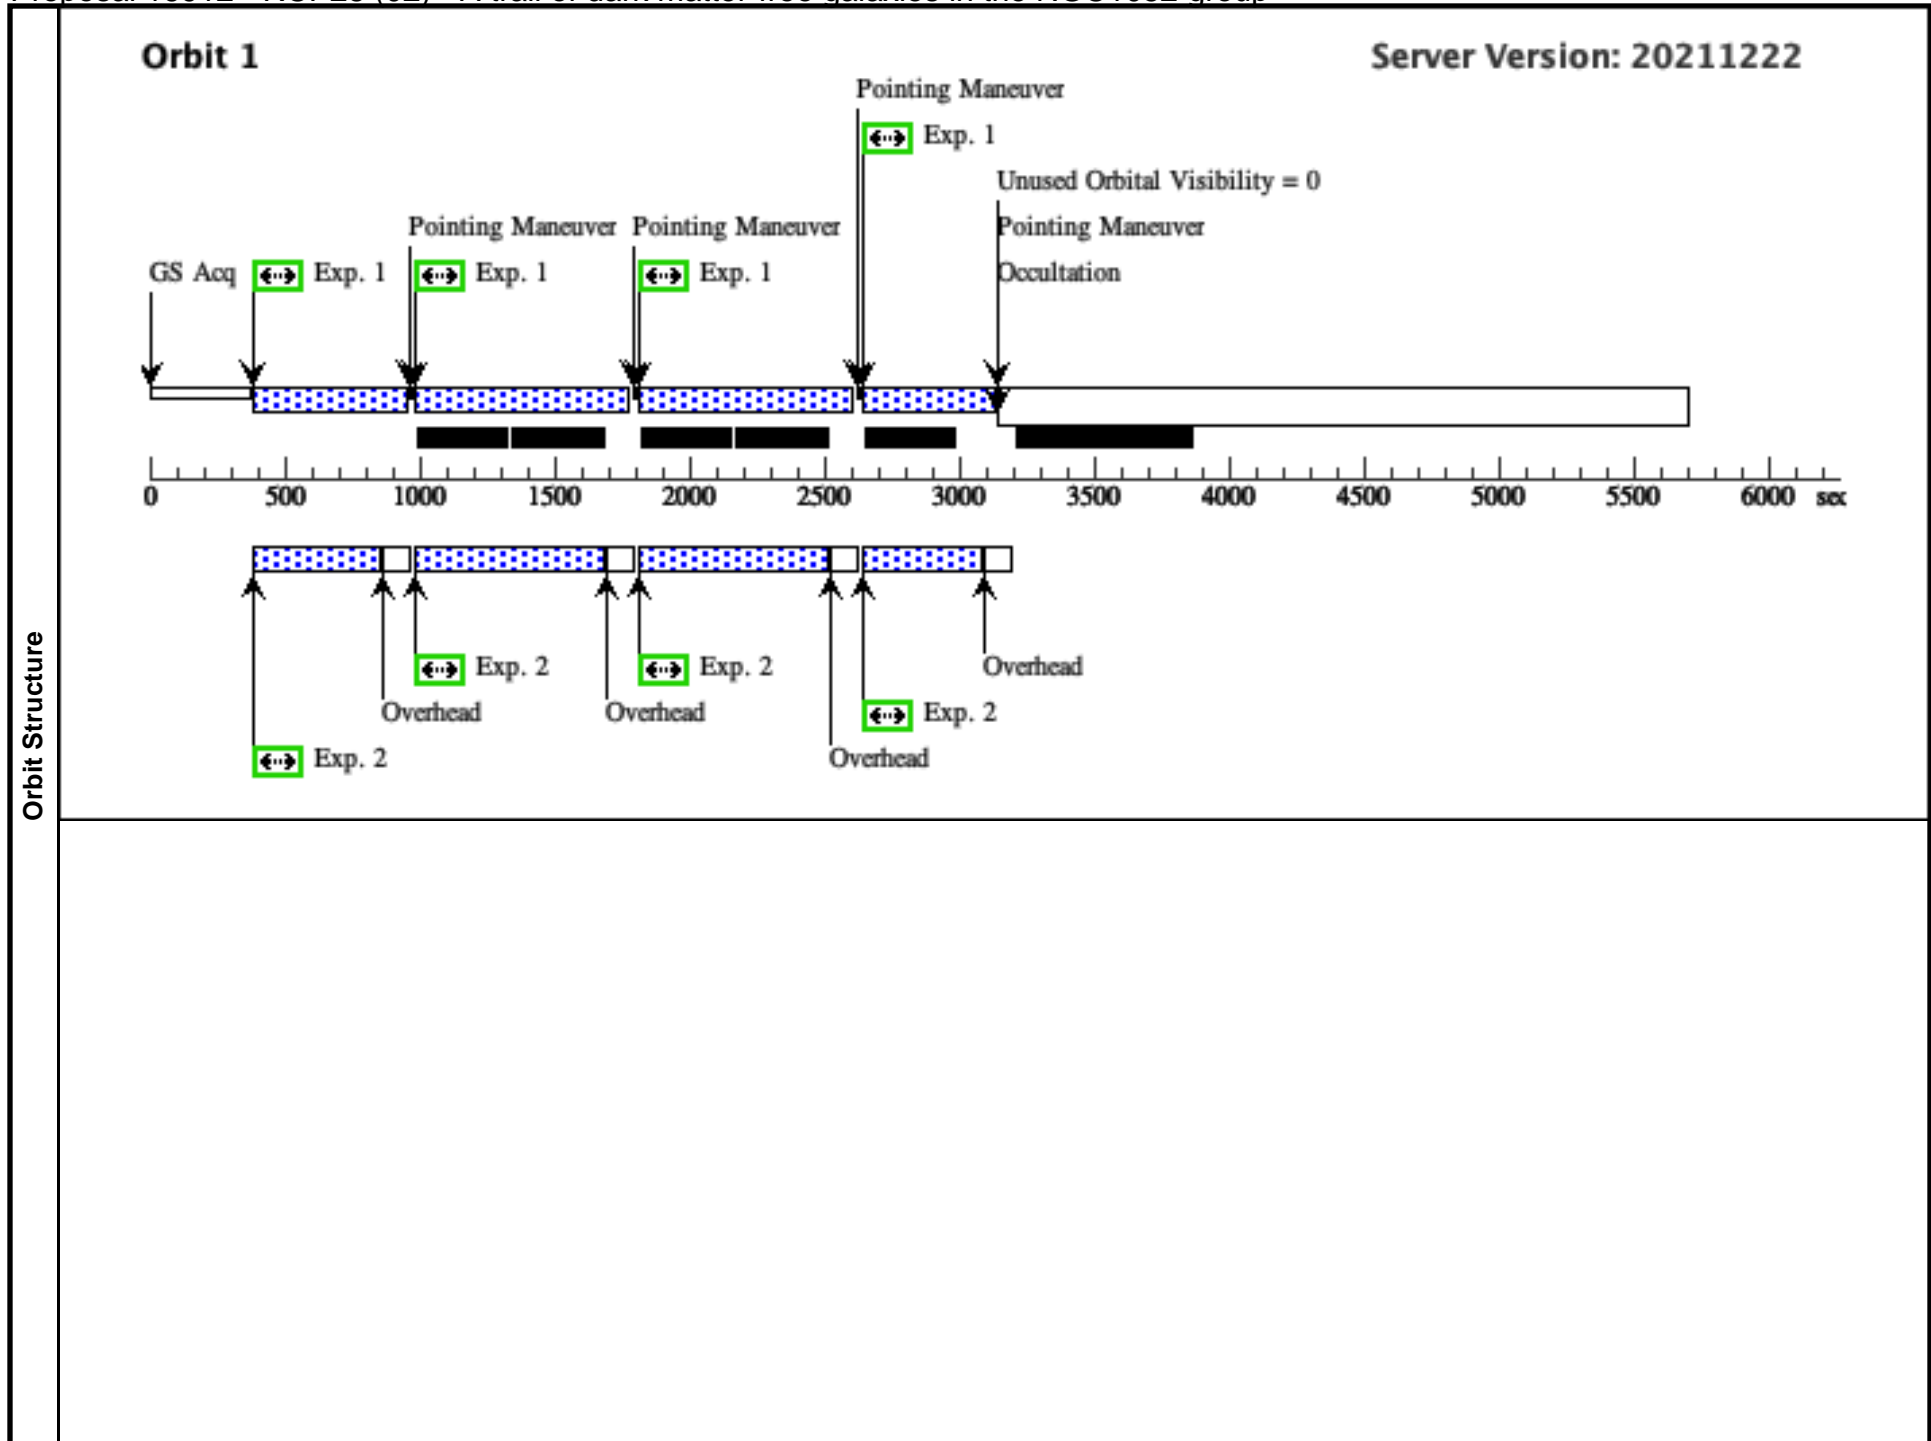 Orbit 1
Server Version: 20211222
Pointing Maneuver
Exp. 1
Unused Orbital Visibility = 0
Pointing Maneuver Pointing Maneuver Pointing Maneuver
GS Acq Exp. 1 Exp. 1 Exp. 1 Occultation
0 500 1000 1500 2000 2500 3000 3500 4000 4500 5000 5500 6000 sec
Exp. 2 Exp. 2 Overhead
Overhead Overhead Exp. 2
Exp. 2 Overhead
Orbit Structure